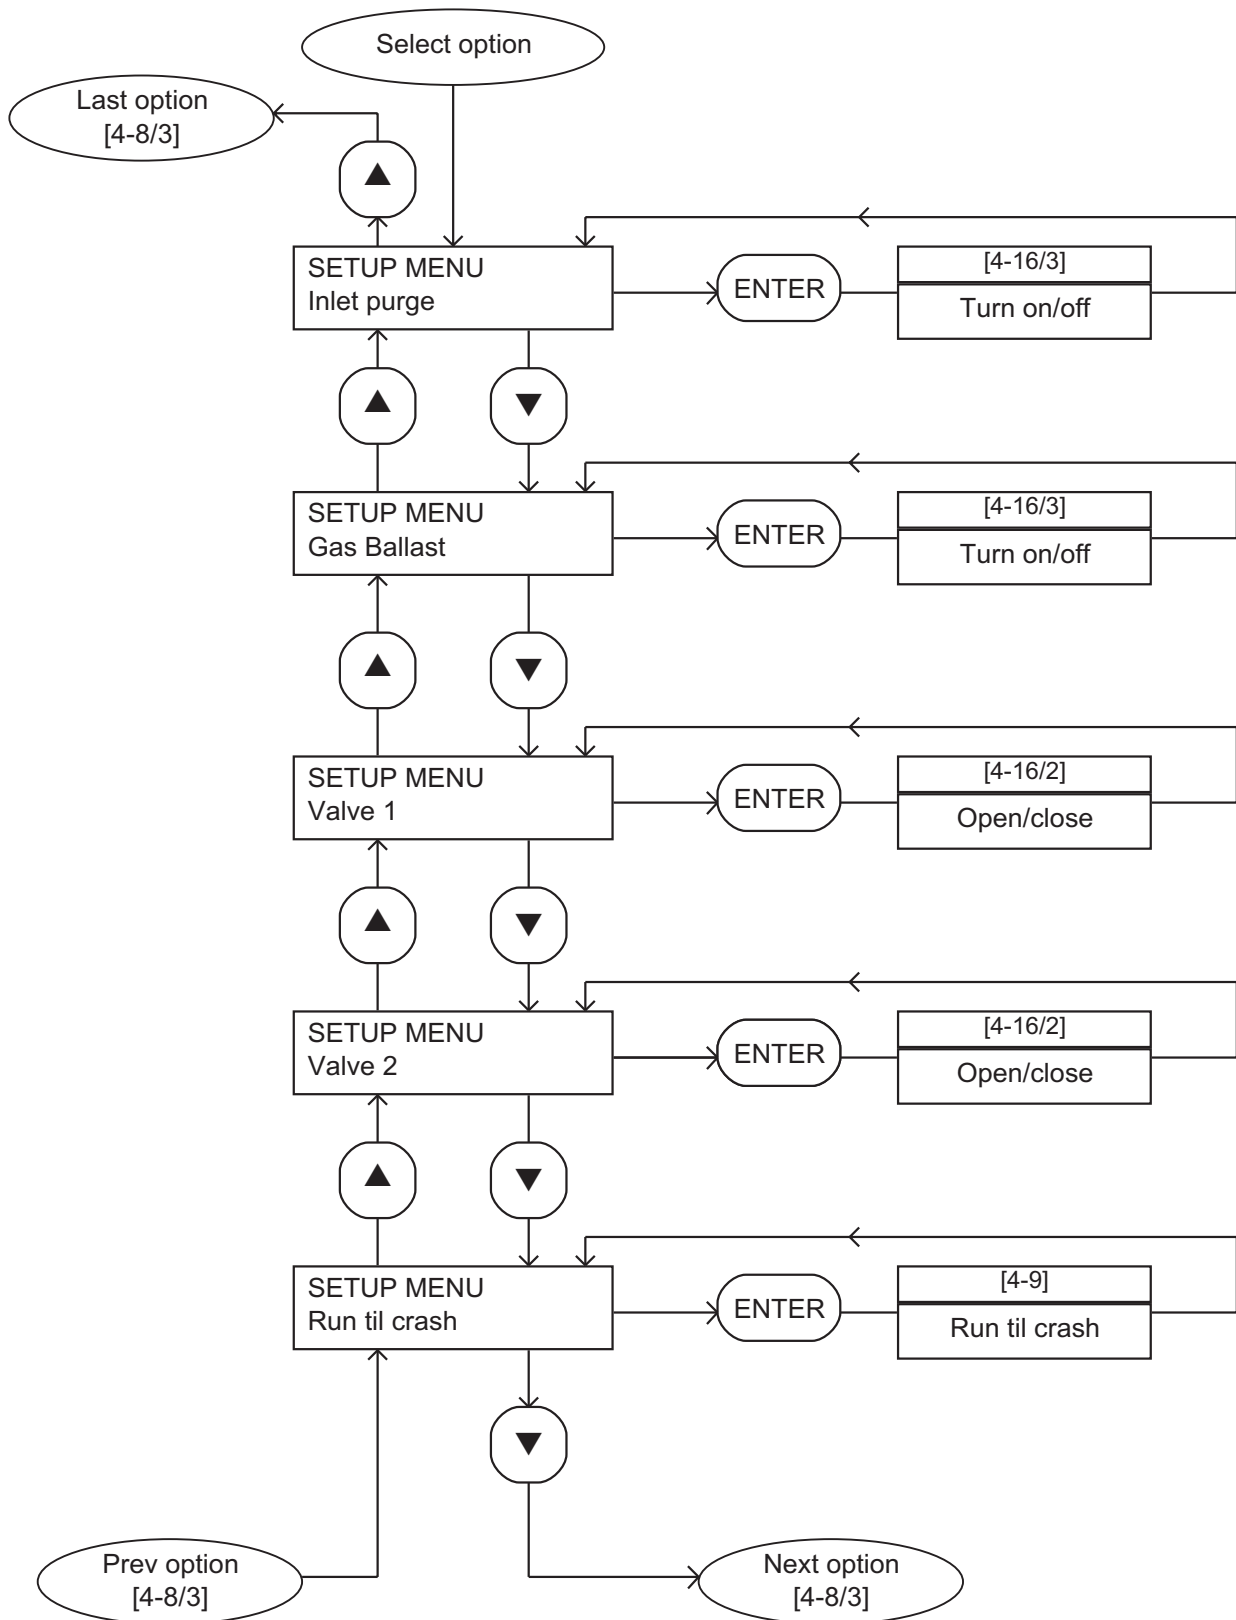 Select option
Last option
[4-8/3]
SETUP MENU
Inlet purge
ENTER
[4-16/3]
Turn on/off
SETUP MENU
Gas Ballast
ENTER
[4-16/3]
Turn on/off
SETUP MENU
Valve 1
ENTER
[4-16/2]
Open/close
SETUP MENU
Valve 2
ENTER
[4-16/2]
Open/close
SETUP MENU
Run til crash
ENTER
[4-9]
Run til crash
Prev option
[4-8/3]
Next option
[4-8/3]